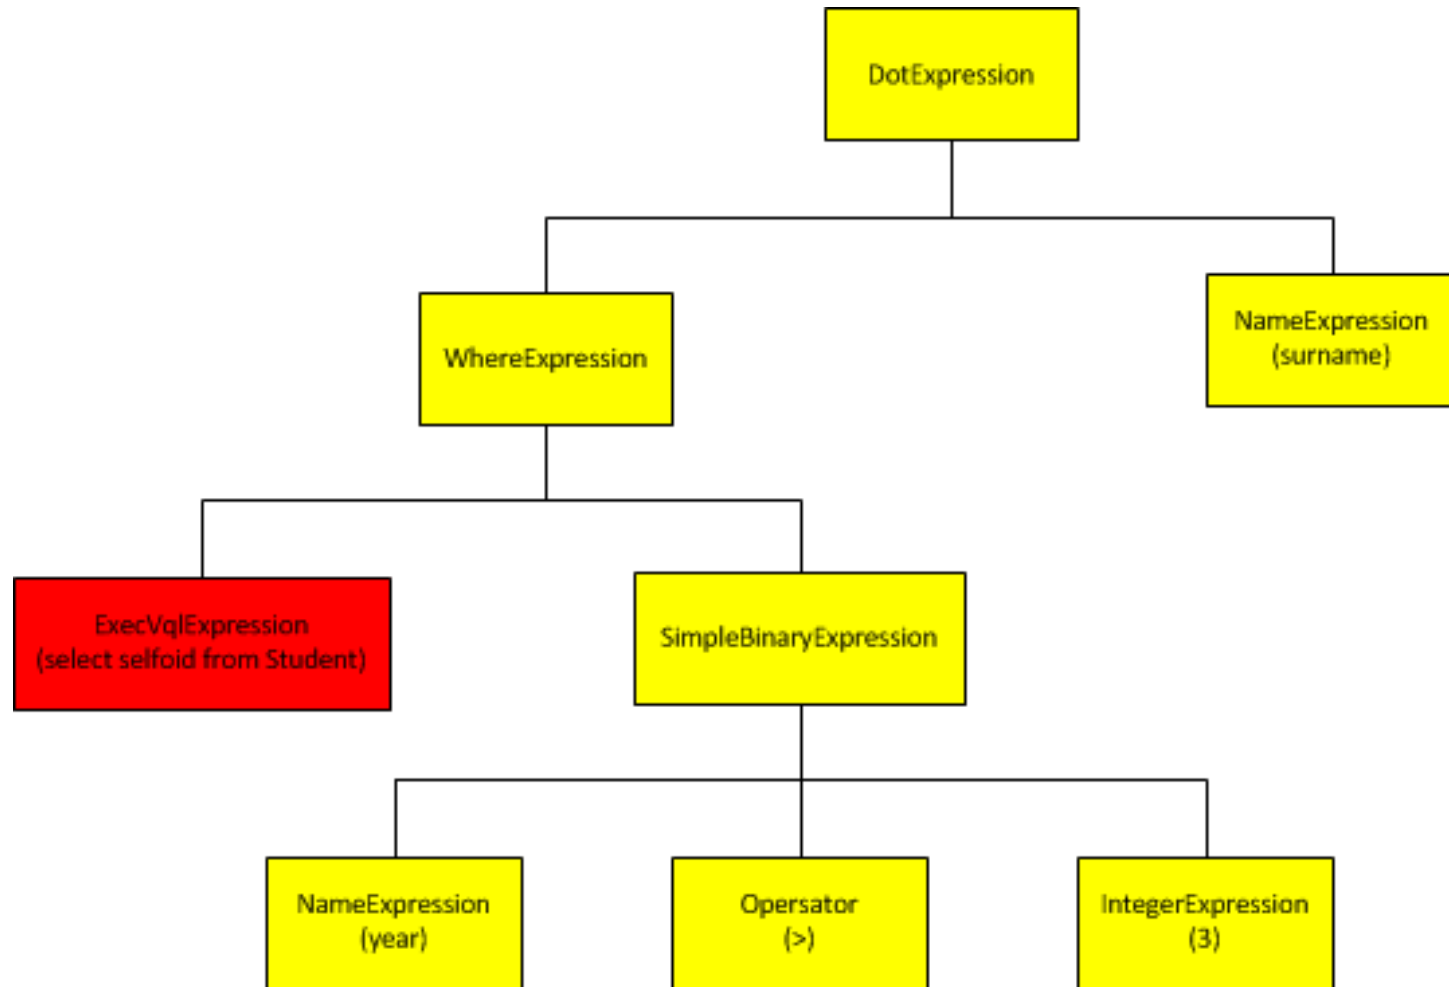 DotExpression
WhereExpression
NameExpression
(surname)
ExecVqlExpression
(select selfoid from Student)
SimpleBinaryExpression
NameExpression
(year)
Opersator
(>)
IntegerExpression
(3)